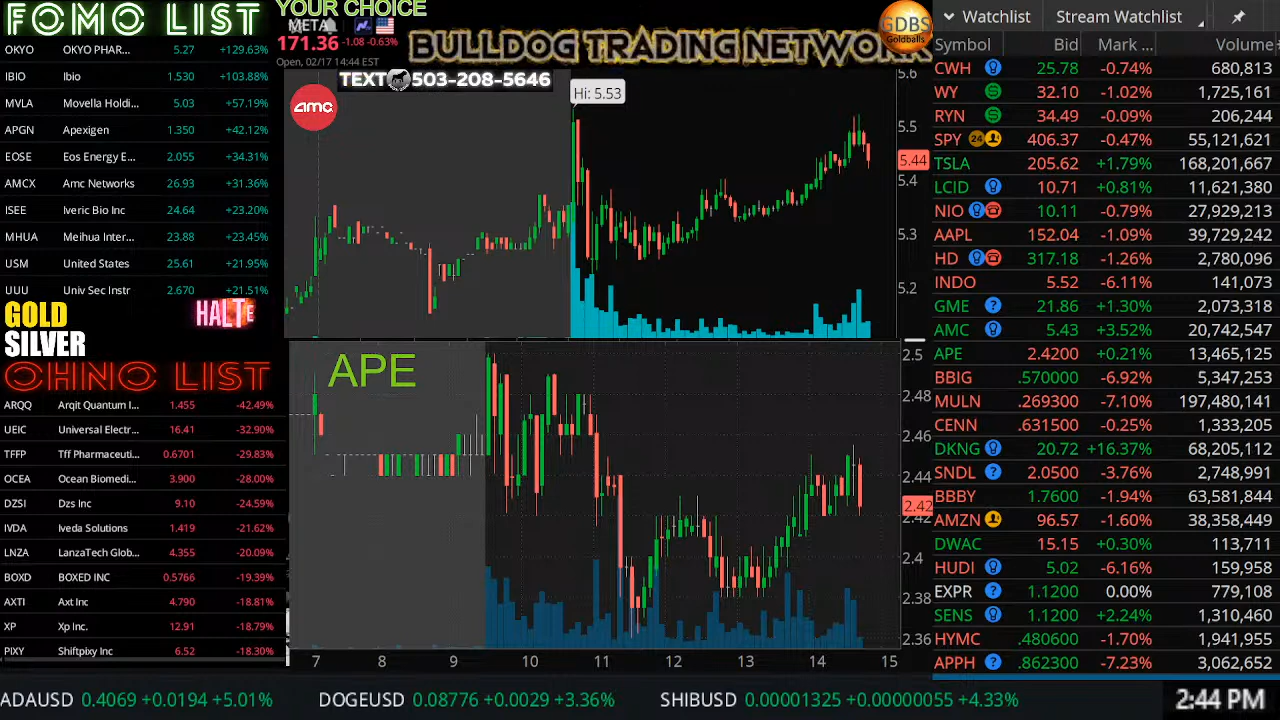 FOMO LIST
OKYO OKYO PHAR... 5.27 +129.63%
IBIO Ibio 1.530 +103.88%
MVLA Movella Holdi... 5.03 +57.19%
APGN Apexigen 1.350 +42.12%
EOSE Eos Energy E... 2.055 +34.31%
AMCX Amc Networks 26.93 +31.36%
ISEE Iveric Bio Inc 24.64 +23.20%
MHUA Meihua Inter... 23.88 +23.45%
USM United States 25.61 +21.95%
UUU Univ Sec Instr 2.670 +21.51%
GOLD
SILVER
HALTE
OHNO LIST
ARQQ Arqit Quantum I... 1.455 -42.49%
UEIC Universal Electr... 16.41 -32.90%
TFFP Tff Pharmaceuti... 0.6701 -29.83%
OCEA Ocean Biomedi... 3.900 -28.00%
DZSI Dzs Inc 9.10 -24.59%
IVDA Iveda Solutions 1.419 -21.62%
LNZA LanzaTech Glob... 4.355 -20.09%
BOXD BOXED INC 0.5766 -19.39%
AXTI Axt Inc 4.790 -18.81%
XP Xp Inc. 12.91 -18.79%
PIXY Shiftpixy Inc 6.52 -18.30%
YOUR CHOICE
META
171.36 -1.08 -0.63%
Open, 02/17 14:44 EST
BULLDOG TRADING NETWORK
GDBS
Goldballs
TEXT 503-208-5646
amc
Hi: 5.53
5.6
5.5
5.44
5.4
5.3
5.2
APE
2.5
2.48
2.46
2.44
2.42
2.42
2.4
2.38
2.36
7 8 9 10 11 12 13 14 15
Watchlist Stream Watchlist
Symbol Bid Mark ... Volume
CWH 25.78 -0.74% 680,813
WY S 32.10 -1.02% 1,725,161
RYN S 34.49 -0.09% 206,244
SPY 24 406.37 -0.47% 55,121,621
TSLA 205.62 +1.79% 168,201,667
LCID 10.71 +0.81% 11,621,380
NIO 10.11 -0.79% 27,929,213
AAPL 152.04 -1.09% 39,729,242
HD 317.18 -1.26% 2,780,096
INDO 5.52 -6.11% 141,073
GME ? 21.86 +1.30% 2,073,318
AMC 5.43 +3.52% 20,742,547
APE 2.4200 +0.21% 13,465,125
BBIG .570000 -6.92% 5,347,253
MULN .269300 -7.10% 197,480,141
CENN .631500 -0.25% 1,333,205
DKNG 20.72 +16.37% 68,205,112
SNDL ? 2.0500 -3.76% 2,748,991
BBBY 1.7600 -1.94% 63,581,844
AMZN 96.57 -1.60% 38,358,449
DWAC 15.15 +0.30% 113,711
HUDI 5.02 -6.16% 159,958
EXPR ? 1.1200 0.00% 779,108
SENS 1.1200 +2.24% 1,310,460
HYMC .480600 -1.70% 1,941,955
APPH ? .862300 -7.23% 3,062,652
ADAUSD 0.4069 +0.0194 +5.01% DOGEUSD 0.08776 +0.0029 +3.36% SHIBUSD 0.00001325 +0.00000055 +4.33% 2:44 PM